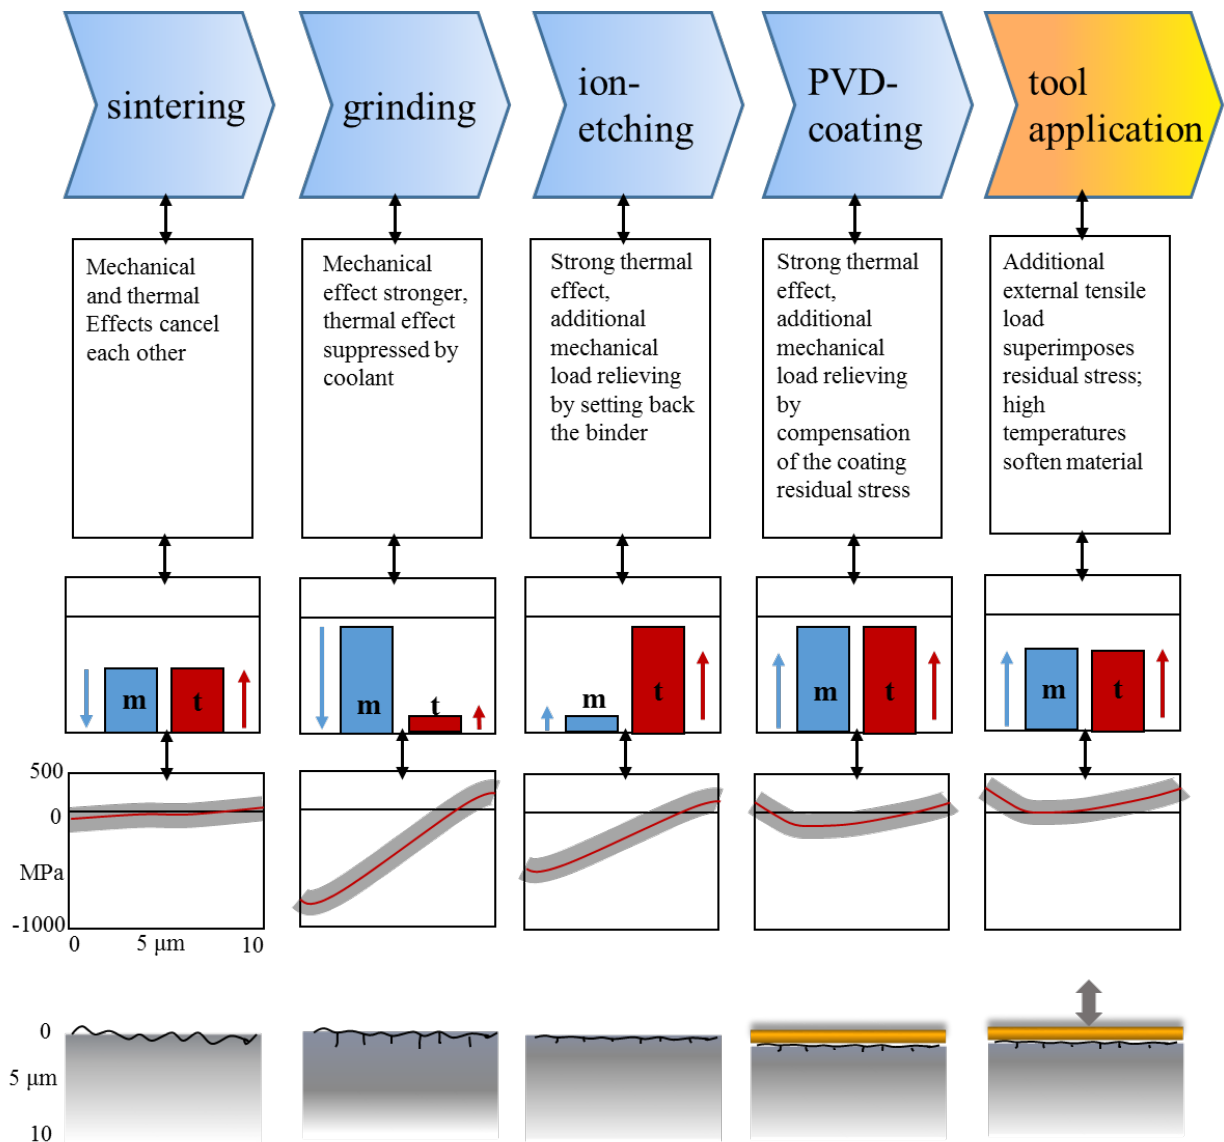 sintering
grinding
ion-
etching
PVD-
coating
tool
application
Mechanical
and thermal
Effects cancel
each other
Mechanical
effect stronger,
thermal effect
suppressed by
coolant
Strong thermal
effect,
additional
mechanical
load relieving
by setting back
the binder
Strong thermal
effect,
additional
mechanical
load relieving
by
compensation
of the coating
residual stress
Additional
external tensile
load
superimposes
residual stress;
high
temperatures
soften material
m
t
m
t
m
t
m
t
m
t
500
0
MPa
-1000
0
5 μm
10
0
5 μm
10